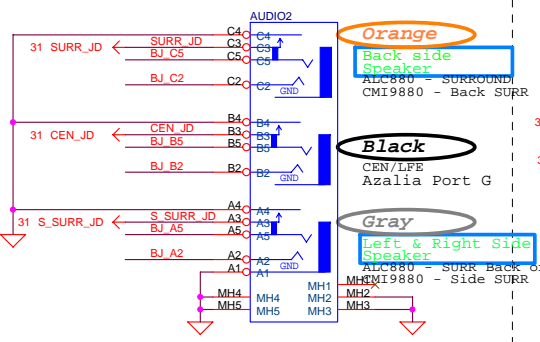 AUDIO2
C4 C4 Orange
31 SURR_JD SURR_JD C3 C3
BJ_C5 C5 C5
Back side
Speaker
ALC880 - SURROUND
BJ_C2 C2 C2
GND
CMI9880 - Back SURR
B4 B4
31 CEN_JD CEN_JD B3 B3
BJ_B5 B5 B5
Black
CEN/LFE
BJ_B2 B2 B2
GND
Azalia Port G
A4 A4
31 S_SURR_JD S_SURR_JD A3 A3
Gray
BJ_A5 A5 A5
Left & Right Side
Speaker
BJ_A2 A2 A2
GND
ALC880 - SURR Back
A1 A1
MH1 MH1
CMI9880 - Side SURR
MH4 MH4 MH2 MH2
MH5 MH5 MH3 MH3